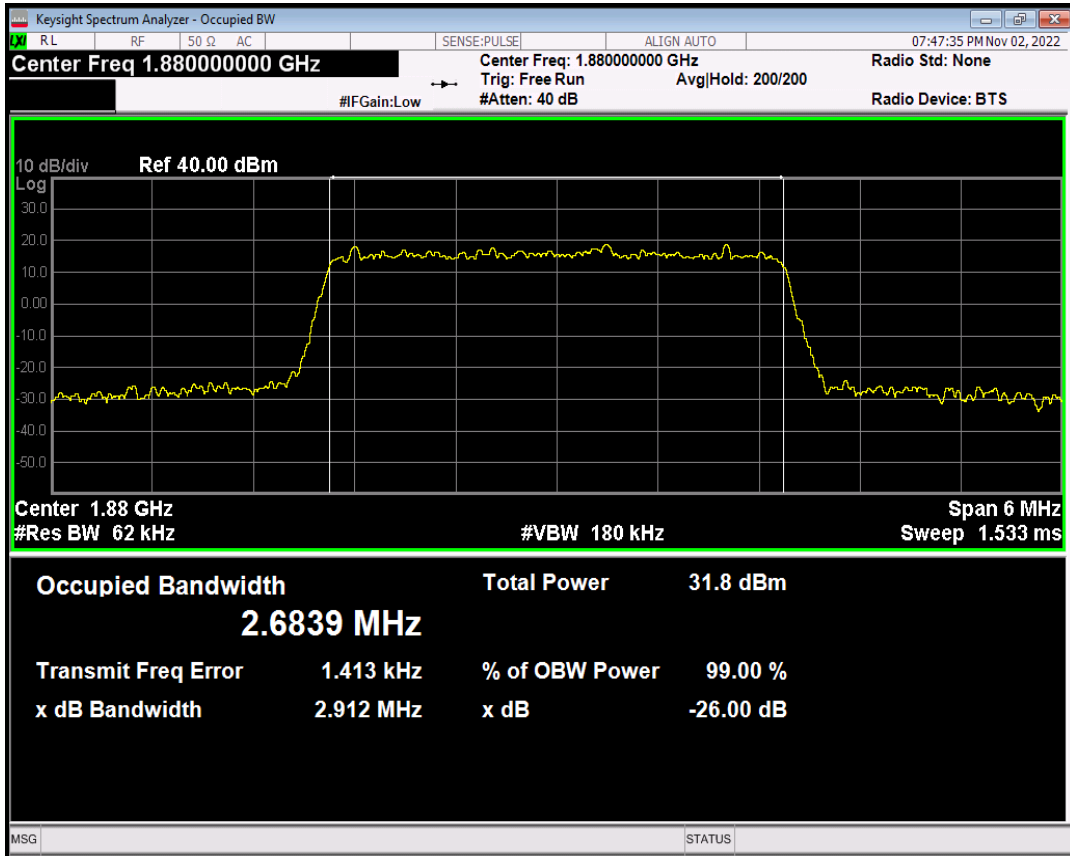 Keysight Spectrum Analyzer - Occupied BW
LXI RL RF 50 Ω AC SENSE:PULSE ALIGN AUTO 07:47:35 PM Nov 02, 2022
Center Freq 1.880000000 GHz Center Freq: 1.880000000 GHz Radio Std: None
Trig: Free Run Avg|Hold: 200/200
#IFGain:Low #Atten: 40 dB Radio Device: BTS
10 dB/div Ref 40.00 dBm
Log
30.0
20.0
10.0
0.00
-10.0
-20.0
-30.0
-40.0
-50.0
Center 1.88 GHz Span 6 MHz
#Res BW 62 kHz #VBW 180 kHz Sweep 1.533 ms
Occupied Bandwidth Total Power 31.8 dBm
2.6839 MHz
Transmit Freq Error 1.413 kHz % of OBW Power 99.00 %
x dB Bandwidth 2.912 MHz x dB -26.00 dB
MSG STATUS